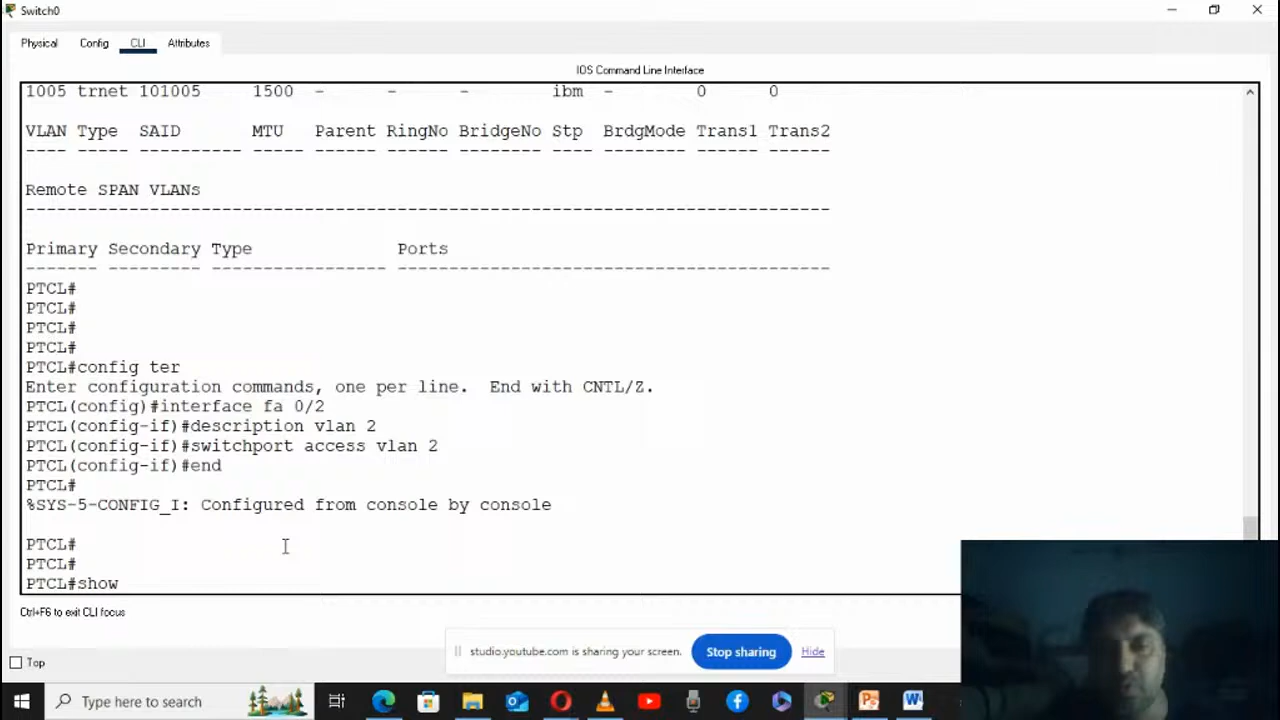 Switch0
Physical Config CLI Attributes
IOS Command Line Interface
1005 trnet 101005 1500 - - - ibm - 0 0
VLAN Type SAID MTU Parent RingNo BridgeNo Stp BrdgMode Trans1 Trans2
---- ----- ---------- ----- ------ ------ -------- ---- -------- ------ ------
Remote SPAN VLANs
------------------------------------------------------------------------------
Primary Secondary Type Ports
------- --------- ----------------- ------------------------------------------
PTCL#
PTCL#
PTCL#
PTCL#
PTCL#config ter
Enter configuration commands, one per line. End with CNTL/Z.
PTCL(config)#interface fa 0/2
PTCL(config-if)#description vlan 2
PTCL(config-if)#switchport access vlan 2
PTCL(config-if)#end
PTCL#
%SYS-5-CONFIG_I: Configured from console by console
PTCL#
PTCL#
PTCL#show
Ctrl+F6 to exit CLI focus
studio.youtube.com is sharing your screen. Stop sharing Hide
Top
Type here to search